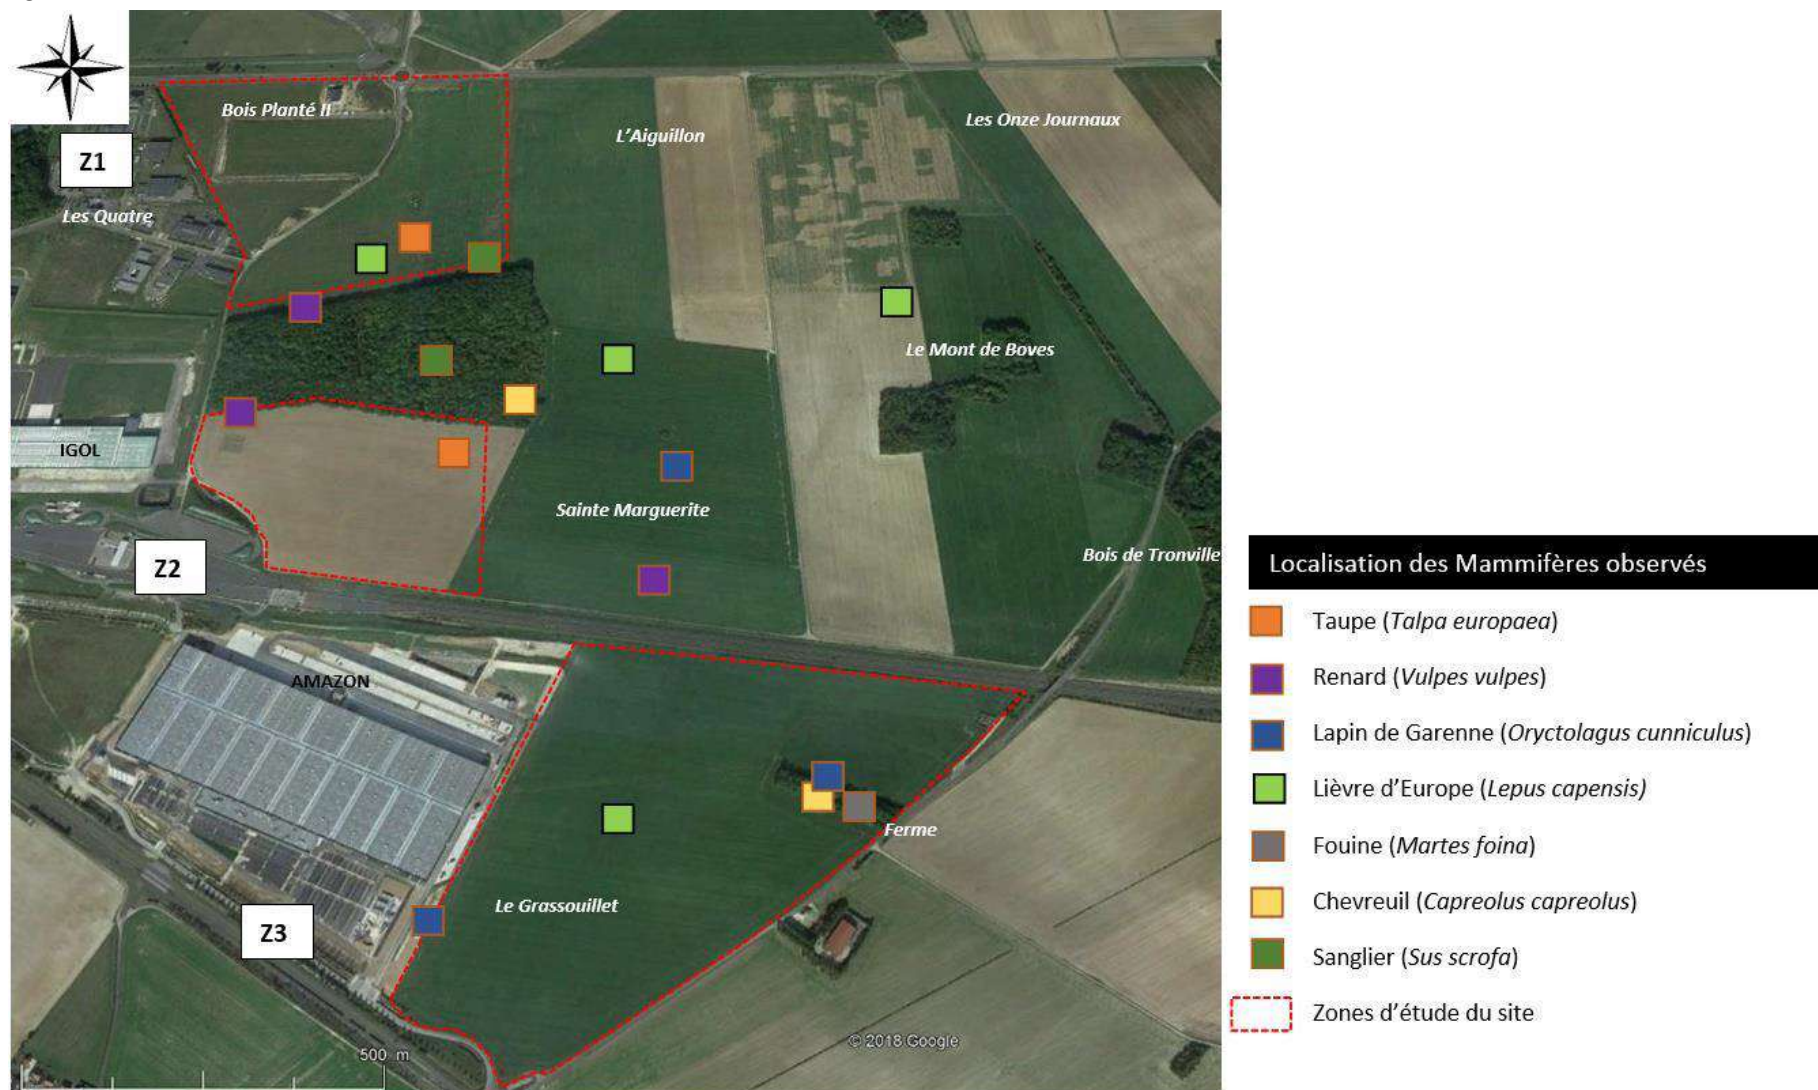 Bois Planté II
L'Aiguillon
Les Onze Journaux
Z1
Les Quatre
Le Mont de Boves
IGOL
Sainte Marguerite
Z2
Bois de Tronville
AMAZON
Ferme
Le Grassouillet
Z3
500 m
© 2018 Google
Localisation des Mammifères observés
Taupe (Talpa europaea)
Renard (Vulpes vulpes)
Lapin de Garenne (Oryctolagus cunniculus)
Lièvre d'Europe (Lepus capensis)
Fouine (Martes foina)
Chevreuil (Capreolus capreolus)
Sanglier (Sus scrofa)
Zones d'étude du site